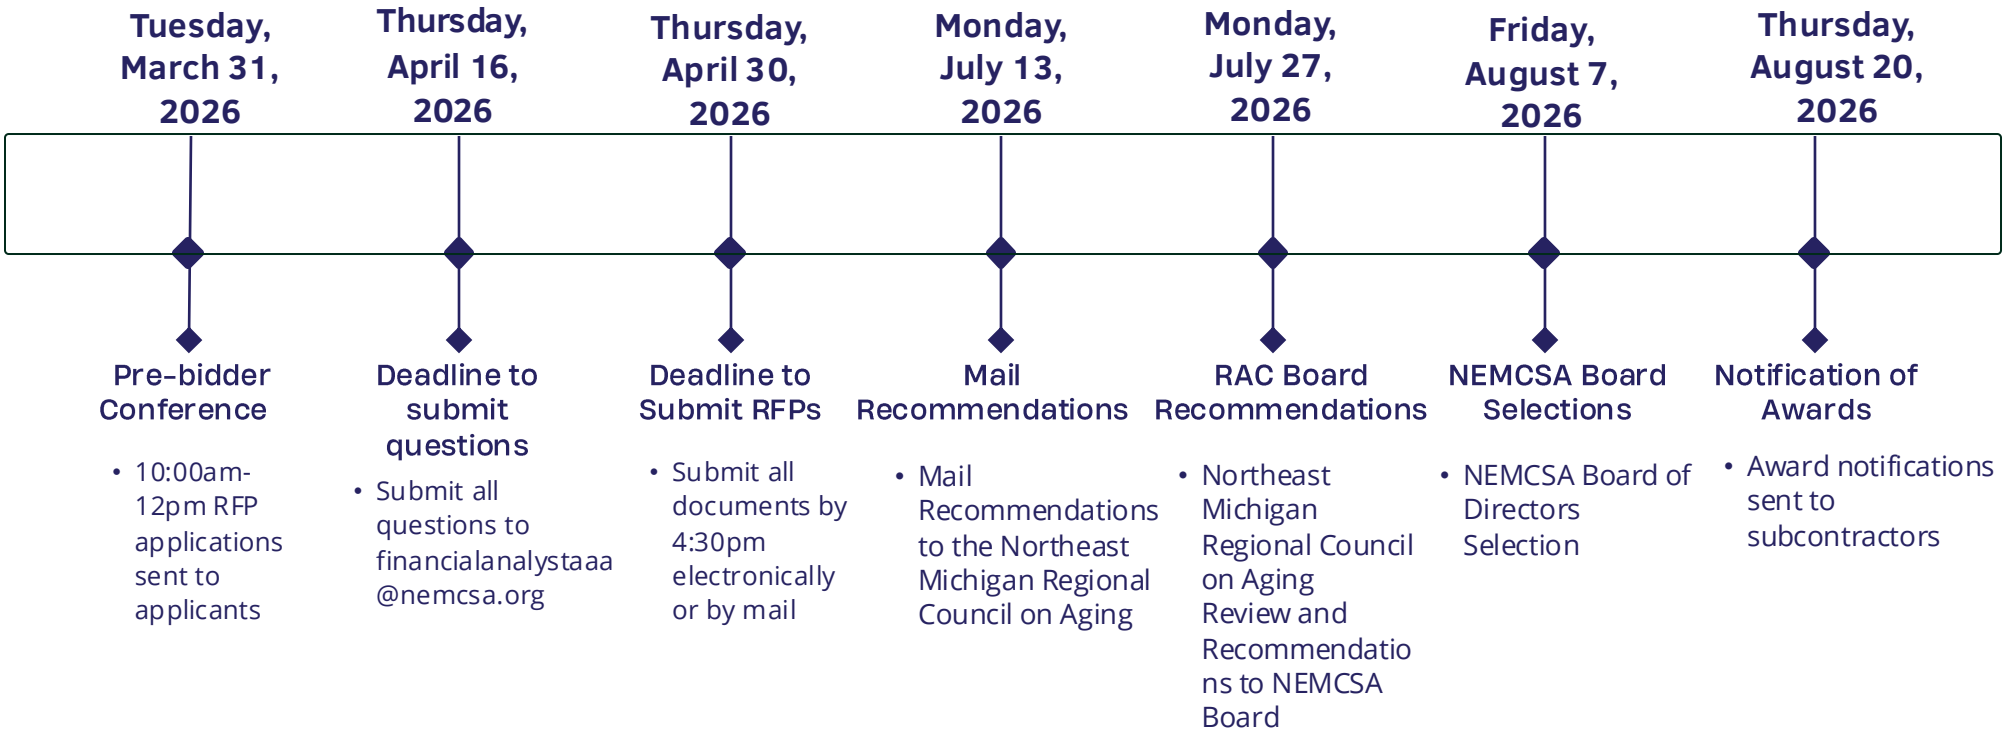 Tuesday,
March 31,
2026
Thursday,
April 16,
2026
Thursday,
April 30,
2026
Monday,
July 13,
2026
Monday,
July 27,
2026
Friday,
August 7,
2026
Thursday,
August 20,
2026
Pre-bidder
Conference
• 10:00am-
12pm RFP
applications
sent to
applicants
Deadline to
submit
questions
• Submit all
questions to
financialanalystaaa
@nemcsa.org
Deadline to
Submit RFPs
• Submit all
documents by
4:30pm
electronically
or by mail
Mail
Recommendations
• Mail
Recommendations
to the Northeast
Michigan Regional
Council on Aging
RAC Board
Recommendations
• Northeast
Michigan
Regional Council
on Aging
Review and
Recommendatio
ns to NEMCSA
Board
NEMCSA Board
Selections
• NEMCSA Board of
Directors
Selection
Notification of
Awards
• Award notifications
sent to
subcontractors